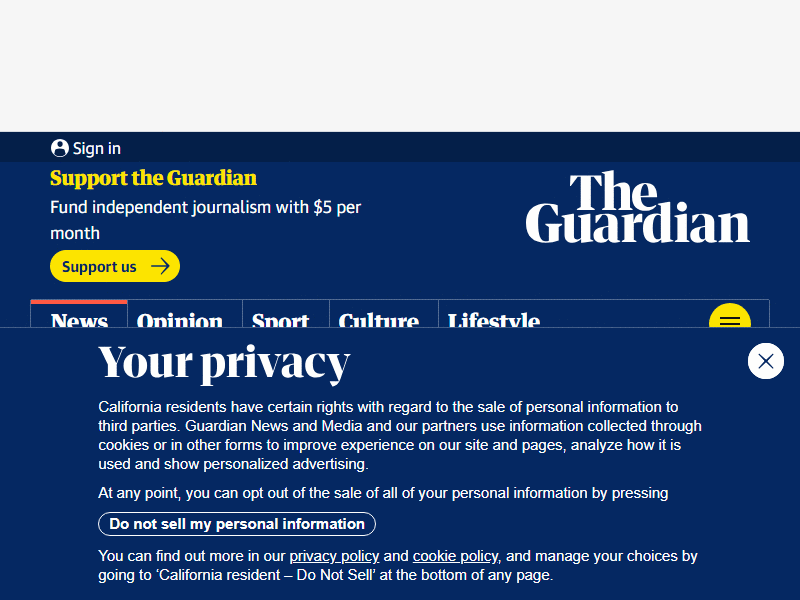 Sign in
Support the Guardian
Fund independent journalism with $5 per
month
Support us
The
Guardian
News Opinion Sport Culture Lifestyle
Your privacy
California residents have certain rights with regard to the sale of personal information to
third parties. Guardian News and Media and our partners use information collected through
cookies or in other forms to improve experience on our site and pages, analyze how it is
used and show personalized advertising.
At any point, you can opt out of the sale of all of your personal information by pressing
Do not sell my personal information
You can find out more in our privacy policy and cookie policy, and manage your choices by
going to ‘California resident – Do Not Sell’ at the bottom of any page.